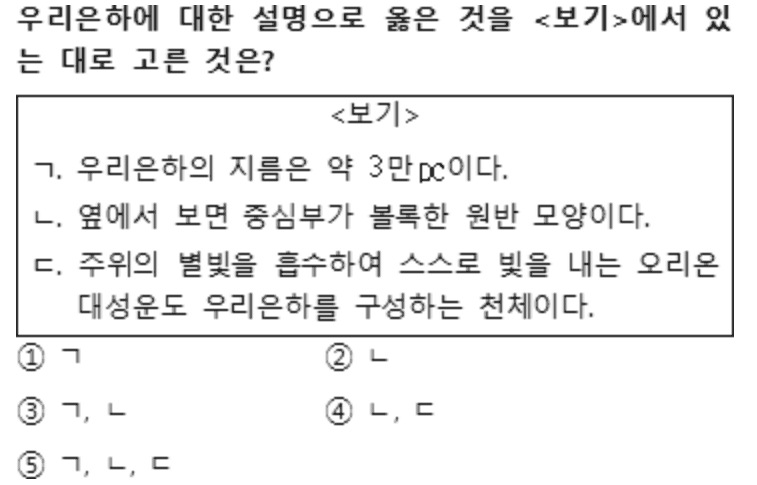 우리은하에 대한 설명으로 옳은 것을 <보기>에서 있
는 대로 고른 것은?
<보기>
ㄱ. 우리은하의 지름은 약 3만pc이다.
ㄴ. 옆에서 보면 중심부가 볼록한 원반 모양이다.
ㄷ. 주위의 별빛을 흡수하여 스스로 빛을 내는 오리온
대성운도 우리은하를 구성하는 천체이다.
① ㄱ ② ㄴ
③ ㄱ, ㄴ ④ ㄴ, ㄷ
⑤ ㄱ, ㄴ, ㄷ